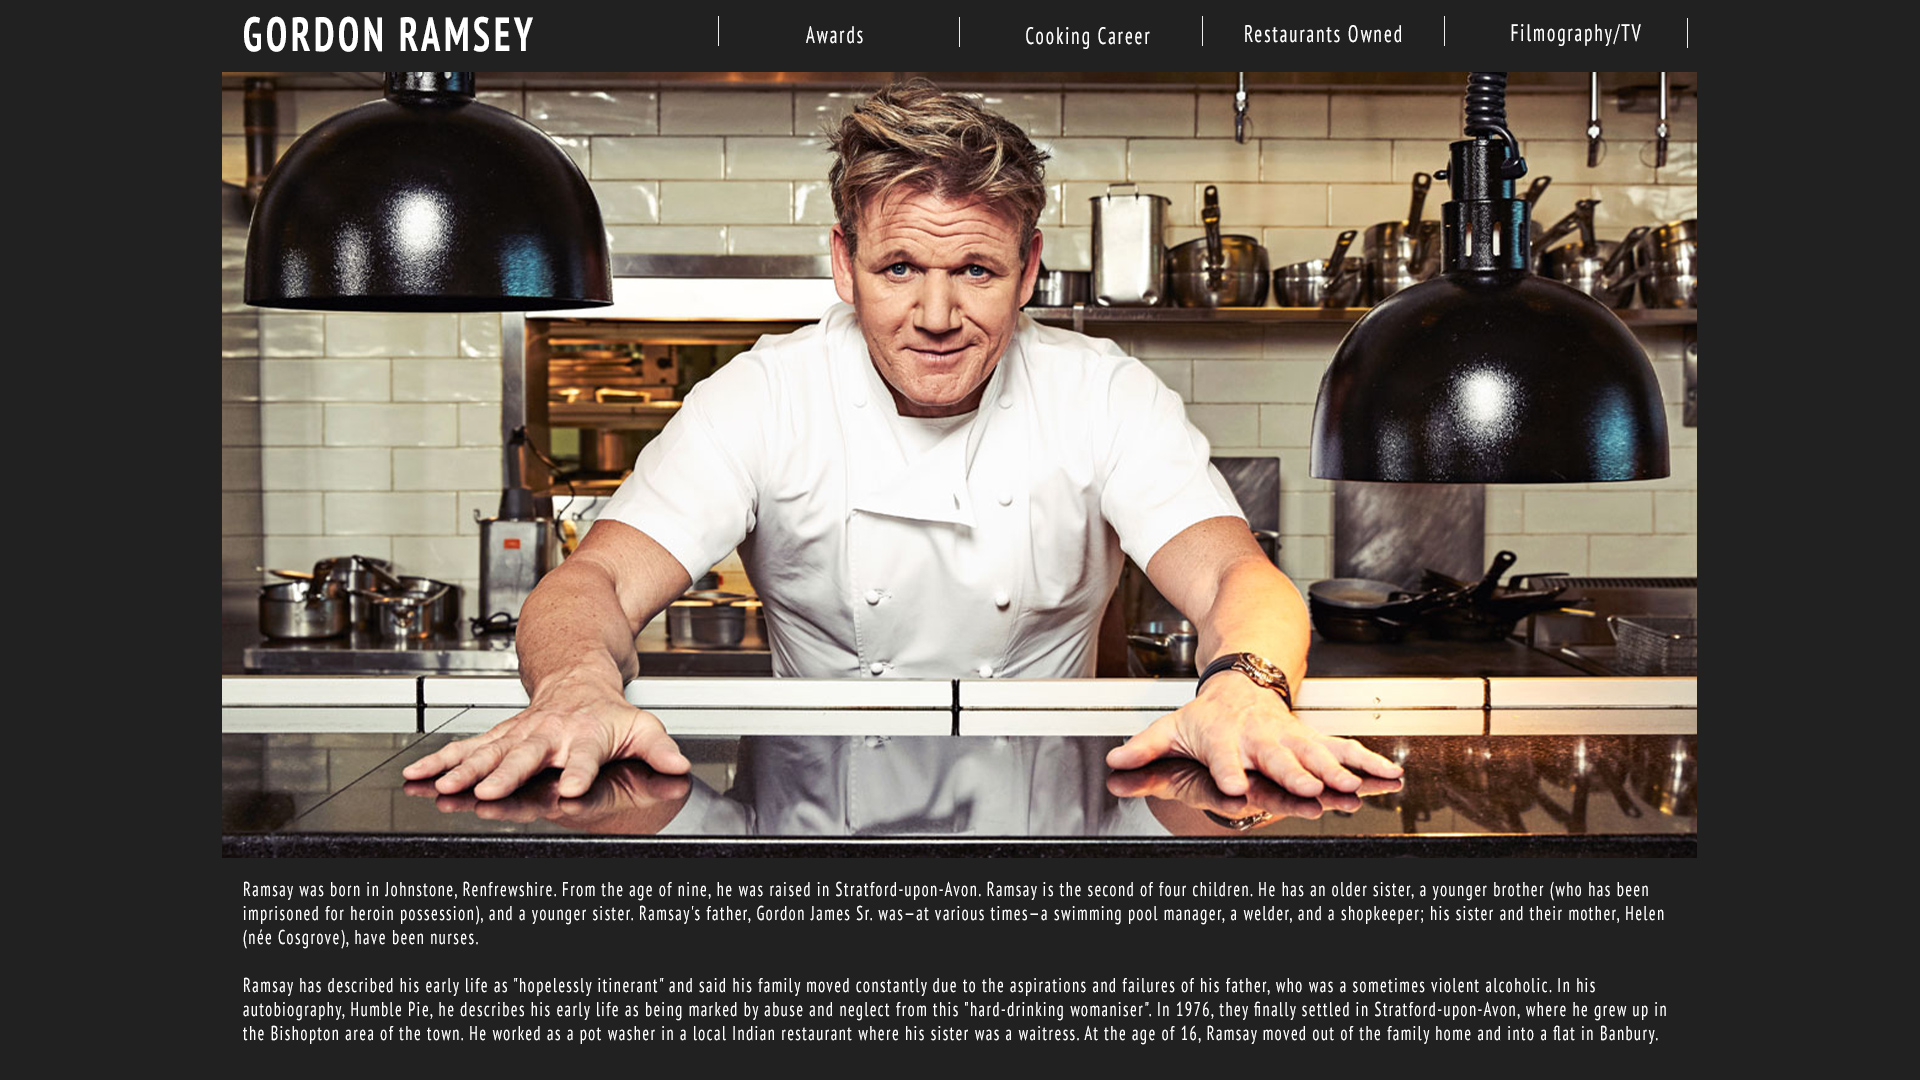 GORDON RAMSEY
Awards
Cooking Career
Restaurants Owned
Filmography/TV
Ramsay was born in Johnstone, Renfrewshire. From the age of nine, he was raised in Stratford-upon-Avon. Ramsay is the second of four children. He has an older sister, a younger brother (who has been
imprisoned for heroin possession), and a younger sister. Ramsay's father, Gordon James Sr. was—at various times—a swimming pool manager, a welder, and a shopkeeper; his sister and their mother, Helen
(née Cosgrove), have been nurses.
Ramsay has described his early life as "hopelessly itinerant" and said his family moved constantly due to the aspirations and failures of his father, who was a sometimes violent alcoholic. In his
autobiography, Humble Pie, he describes his early life as being marked by abuse and neglect from this "hard-drinking womaniser". In 1976, they finally settled in Stratford-upon-Avon, where he grew up in
the Bishopton area of the town. He worked as a pot washer in a local Indian restaurant where his sister was a waitress. At the age of 16, Ramsay moved out of the family home and into a flat in Banbury.